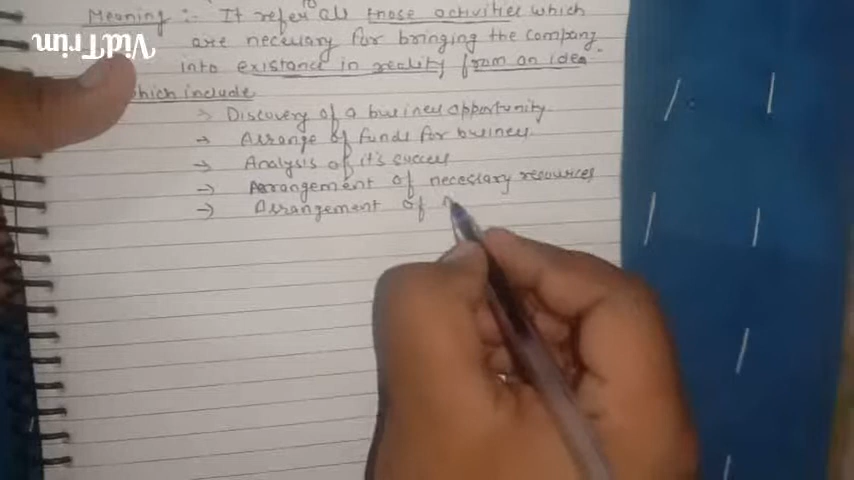 Meaning :- It refer to all those activities which
are necessary for bringing the company
into existance in reality from an idea
which include
→ Discovery of a business opportunity
→ Arrange of funds for business
→ Analysis of it's success
→ Arrangement of necessary resources
→ Arrangement of
VidTrim